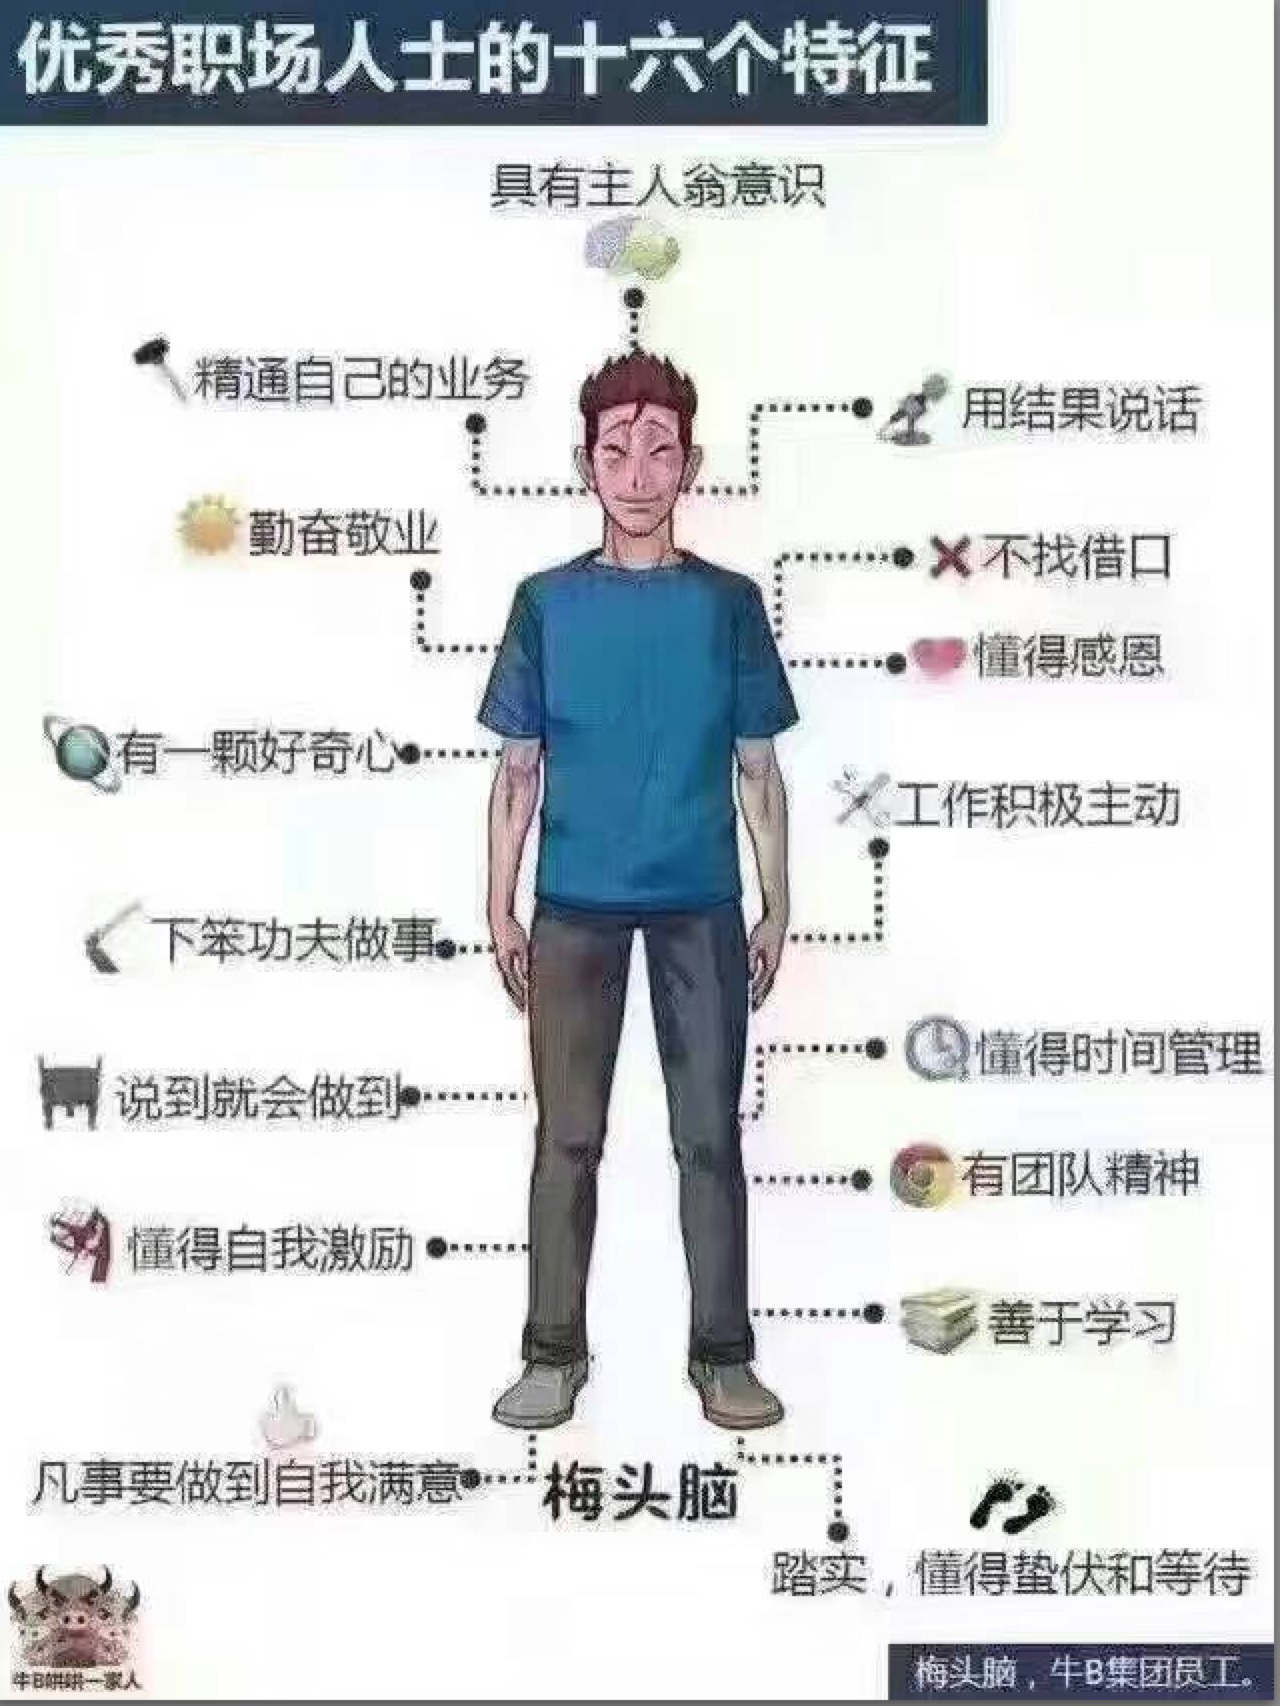 优秀职场人士的十六个特征
具有主人翁意识
精通自己的业务
用结果说话
勤奋敬业
不找借口
懂得感恩
有一颗好奇心
工作积极主动
下笨功夫做事
懂得时间管理
说到就会做到
有团队精神
懂得自我激励
善于学习
凡事要做到自我满意
梅头脑
踏实，懂得蛰伏和等待
牛B哄哄一家人
梅头脑，牛B集团员工。